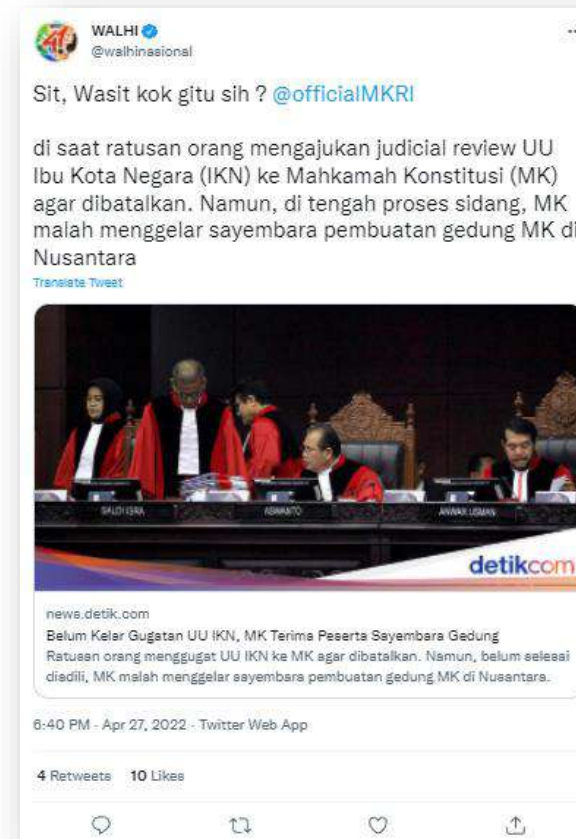 WALHI
@walhinasional
Sit, Wasit kok gitu sih ? @officialMKRI
di saat ratusan orang mengajukan judicial review UU
Ibu Kota Negara (IKN) ke Mahkamah Konstitusi (MK)
agar dibatalkan. Namun, di tengah proses sidang, MK
malah menggelar sayembara pembuatan gedung MK di
Nusantara
Translate Tweet
SALDI ISRA
ASWANTO
ANWAR USMAN
detikcom
news.detik.com
Belum Kelar Gugatan UU IKN, MK Terima Peserta Sayembara Gedung
Ratusan orang menggugat UU IKN ke MK agar dibatalkan. Namun, belum selesai
diadili, MK malah menggelar sayembara pembuatan gedung MK di Nusantara.
6:40 PM · Apr 27, 2022 · Twitter Web App
4 Retweets 10 Likes